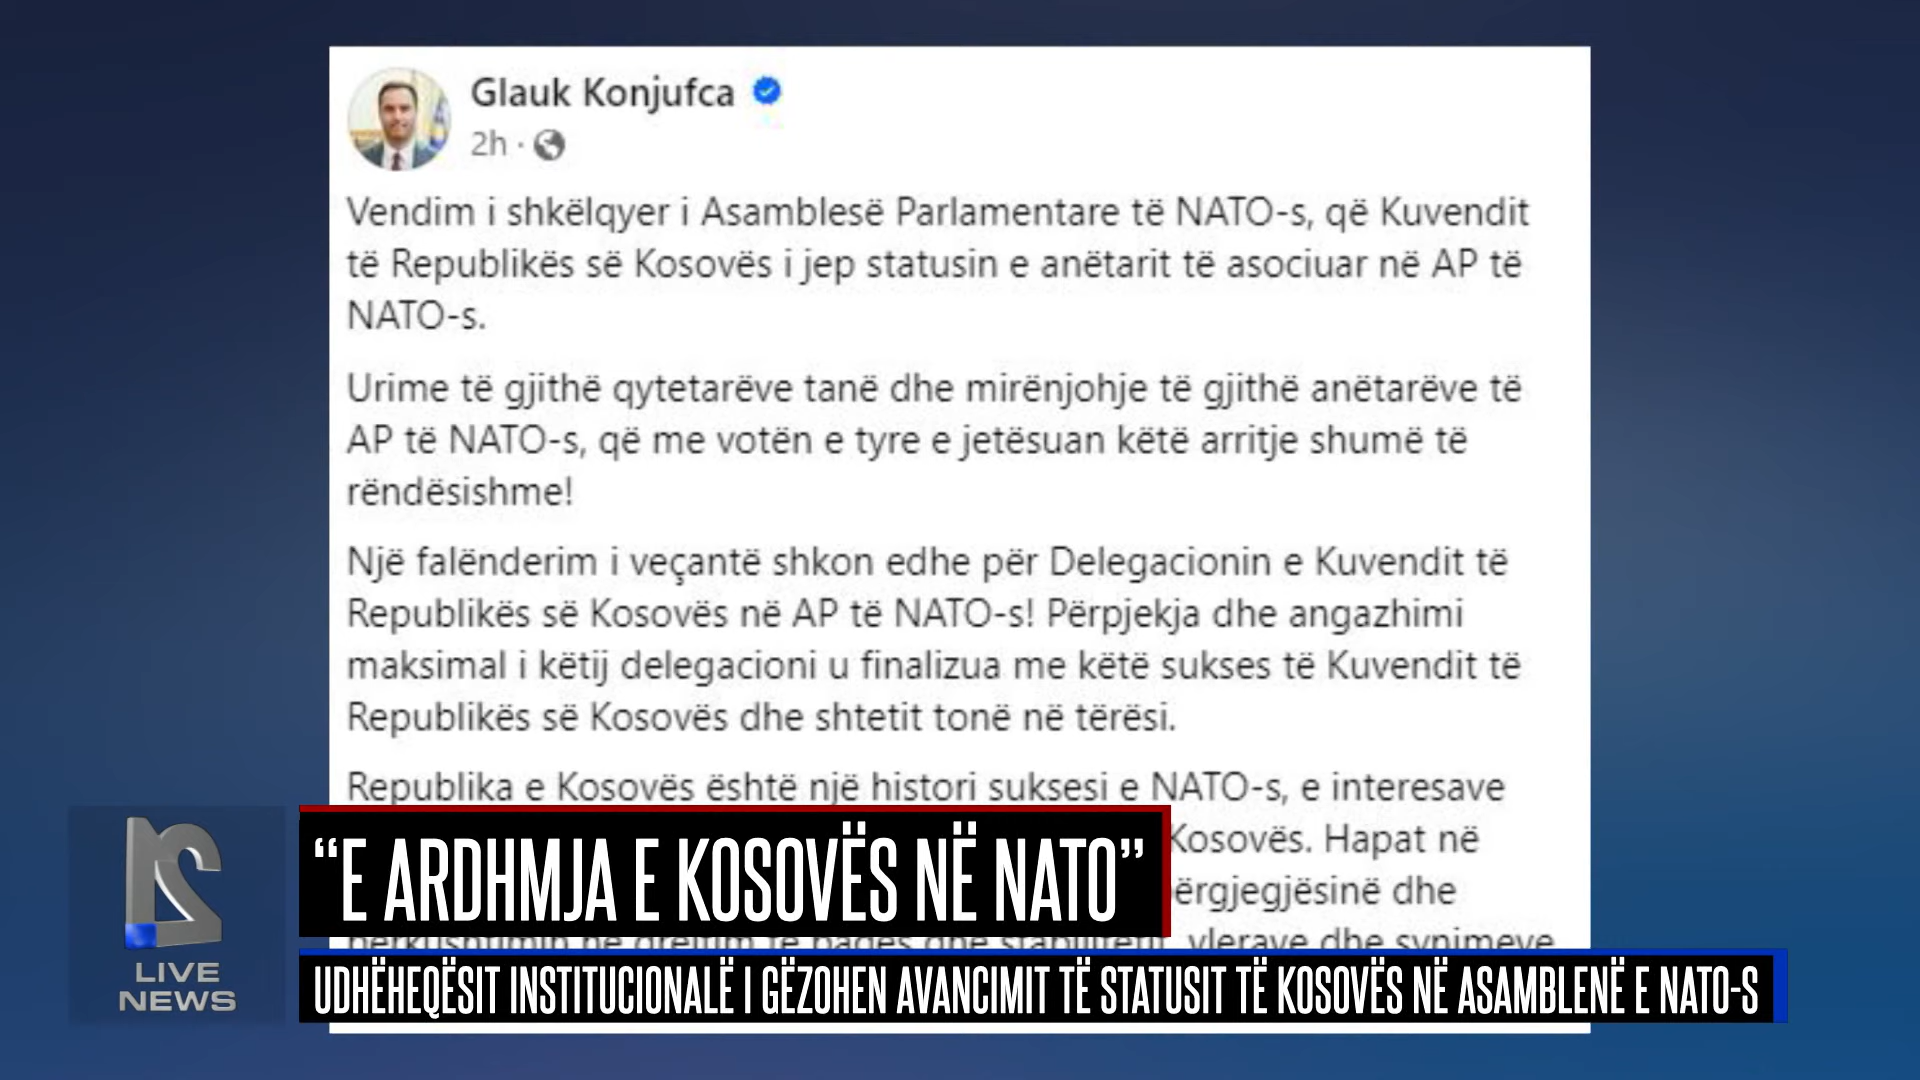 Glauk Konjufca
2h ·
Vendim i shkëlqyer i Asamblesë Parlamentare të NATO-s, që Kuvendit
të Republikës së Kosovës i jep statusin e anëtarit të asociuar në AP të
NATO-s.
Urime të gjithë qytetarëve tanë dhe mirënjohje të gjithë anëtarëve të
AP të NATO-s, që me votën e tyre e jetësuan këtë arritje shumë të
rëndësishme!
Një falënderim i veçantë shkon edhe për Delegacionin e Kuvendit të
Republikës së Kosovës në AP të NATO-s! Përpjekja dhe angazhimi
maksimal i këtij delegacioni u finalizua me këtë sukses të Kuvendit të
Republikës së Kosovës dhe shtetit tonë në tërësi.
Republika e Kosovës është një histori suksesi e NATO-s, e interesave
Kosovës. Hapat në
ërgjegjësinë dhe
vlerave dhe synimeve
“E ARDHMJA E KOSOVËS NË NATO”
UDHËHEQËSIT INSTITUCIONALË I GËZOHEN AVANCIMIT TË STATUSIT TË KOSOVËS NË ASAMBLENË E NATO-S
LIVE
NEWS